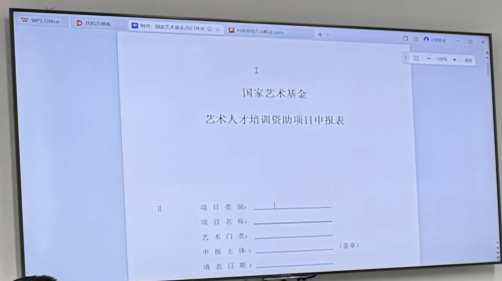 WPS Office
100%
国家艺术基金
艺术人才培训资助项目申报表
项目类别：
项目名称：
艺术门类：
申报主体：（盖章）
填表日期：